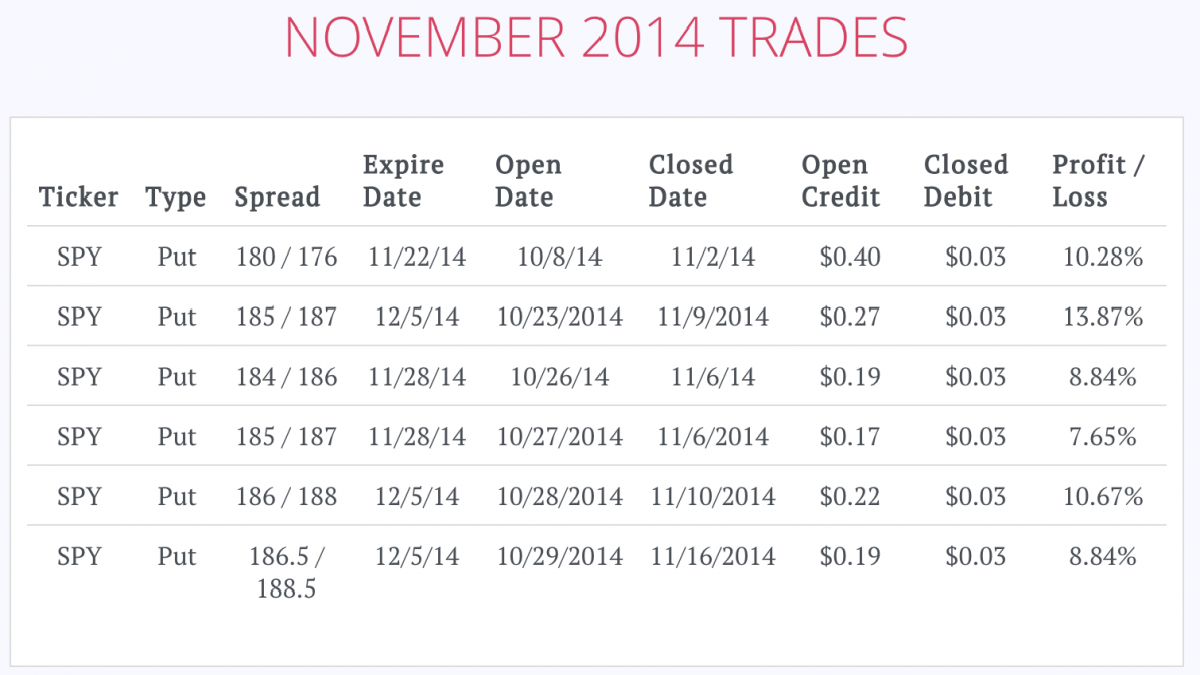 NOVEMBER 2014 TRADES
Ticker Type Spread Expire Date Open Date Closed Date Open Credit Closed Debit Profit / Loss
SPY Put 180 / 176 11/22/14 10/8/14 11/2/14 $0.40 $0.03 10.28%
SPY Put 185 / 187 12/5/14 10/23/2014 11/9/2014 $0.27 $0.03 13.87%
SPY Put 184 / 186 11/28/14 10/26/14 11/6/14 $0.19 $0.03 8.84%
SPY Put 185 / 187 11/28/14 10/27/2014 11/6/2014 $0.17 $0.03 7.65%
SPY Put 186 / 188 12/5/14 10/28/2014 11/10/2014 $0.22 $0.03 10.67%
SPY Put 186.5 / 188.5 12/5/14 10/29/2014 11/16/2014 $0.19 $0.03 8.84%